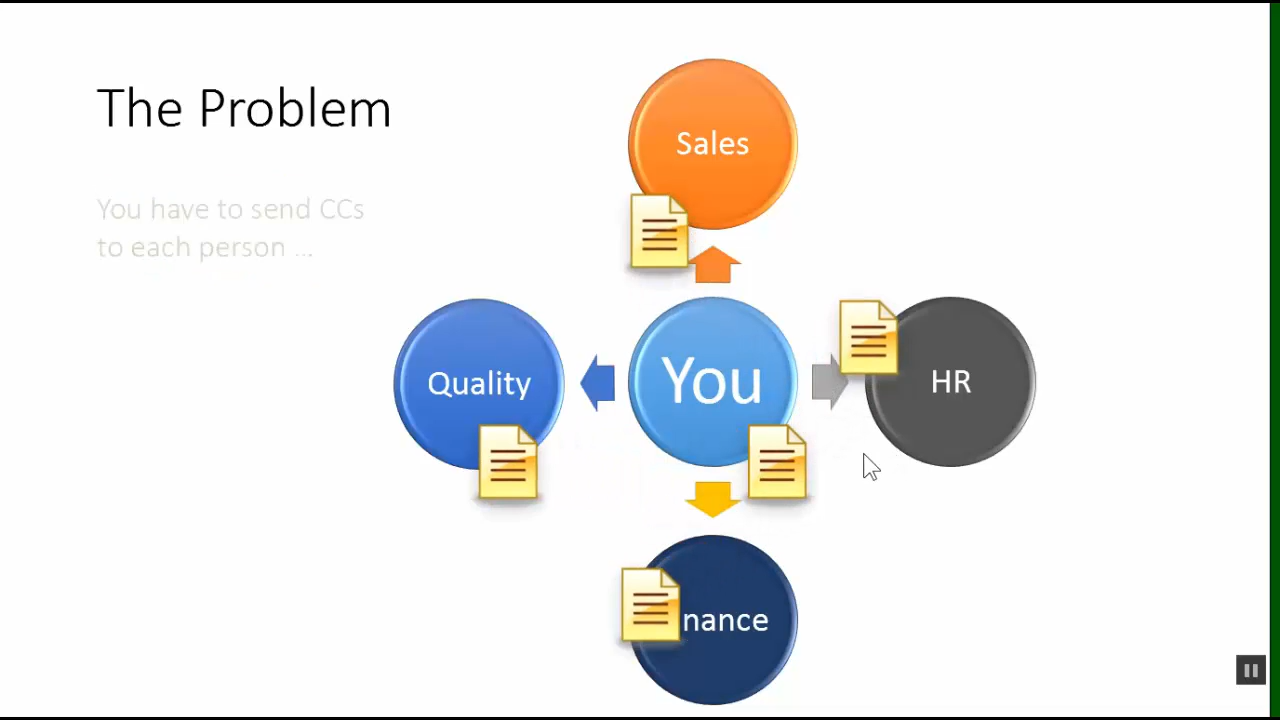 The Problem
You have to send CCs
to each person ...
Sales
Quality
You
HR
nance